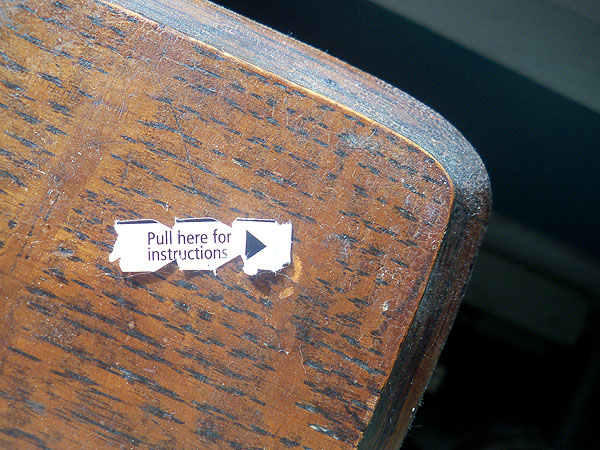 Pull here for
instructions